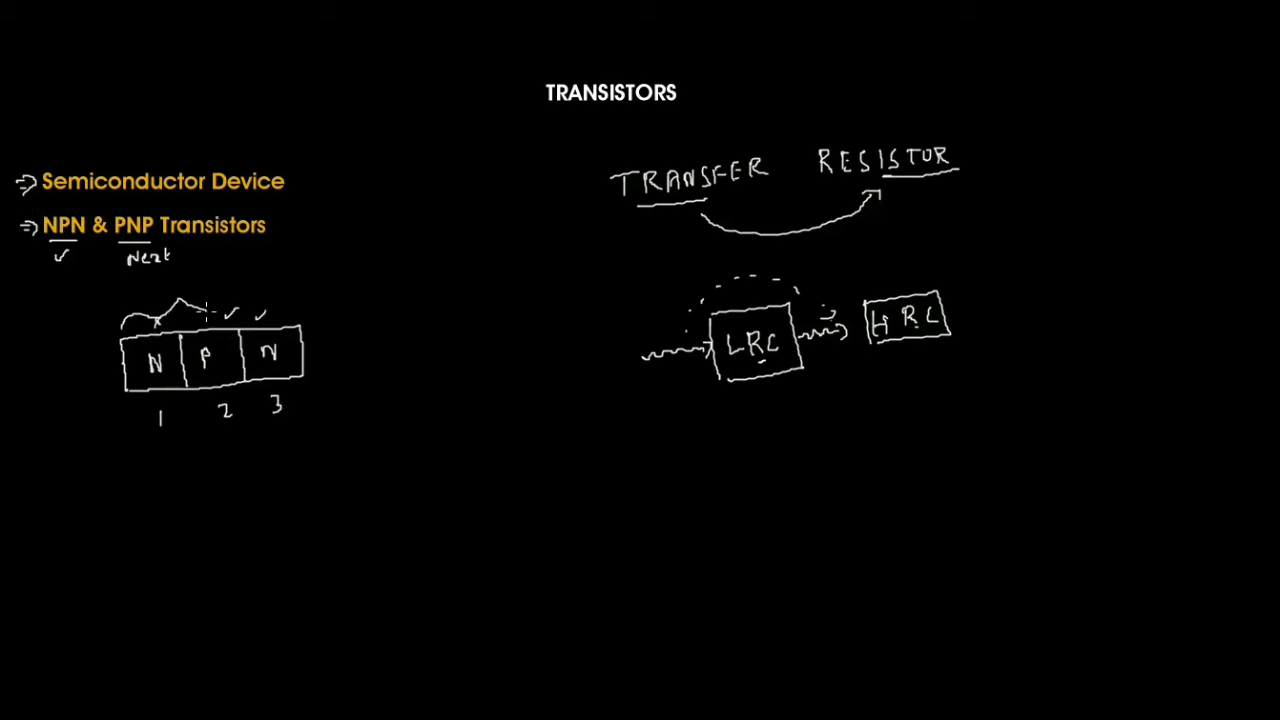 TRANSISTORS
TRANSFER RESISTOR
⇒ Semiconductor Device
⇒ NPN & PNP Transistors
✓ Next
N P N
1 2 3
LRC
HRC